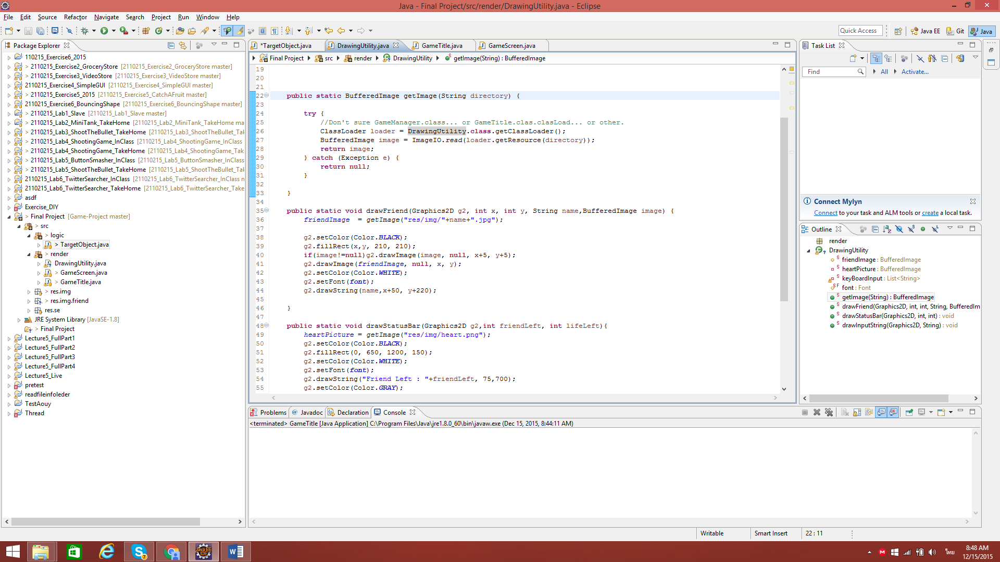 Java - Final Project/src/render/DrawingUtility.java - Eclipse
File Edit Source Refactor Navigate Search Project Run Window Help
Quick Access Java EE Git Java
Package Explorer
110215_Exercise6_2015
> 2110215_Exercise2_GroceryStore [2110215_Exercise2_GroceryStore master]
> 2110215_Exercise3_VideoStore [2110215_Exercise3_VideoStore master]
2110215_Exercise4_SimpleGUI [2110215_Exercise4_SimpleGUI master]
> 2110215_Exercise5_2015 [2110215_Exercise5_CatchAFruit master]
2110215_Exercise6_BouncingShape [2110215_Exercise6_BouncingShape master]
> 2110215_Lab1_Slave [2110215_Lab1_Slave master]
> 2110215_Lab2_MiniTank_TakeHome [2110215_Lab2_MiniTank_TakeHome ma
> 2110215_Lab3_ShootTheBullet_TakeHome [2110215_Lab3_ShootTheBullet_Tak
> 2110215_Lab4_ShootingGame_InClass [2110215_Lab4_ShootingGame_InClass
> 2110215_Lab4_ShootingGame_TakeHome [2110215_Lab4_ShootingGame_Tak
> 2110215_Lab5_ButtonSmasher_InClass [2110215_Lab5_ButtonSmasher_InClass
> 2110215_Lab5_ShootTheBullet_TakeHome [2110215_Lab5_ShootTheBullet_Tak
2110215_Lab6_TwitterSearcher_InClass [2110215_Lab6_TwitterSearcher_InClass n
2110215_Lab6_TwitterSearcher_TakeHome [2110215_Lab6_TwitterSearcher_Take
asdf
Exercise_DIY
> Final Project [Game-Project master]
> src
> logic
> TargetObject.java
> render
DrawingUtility.java
> GameScreen.java
> GameTitle.java
> res.img
> res.img.friend
res.se
JRE System Library [JavaSE-1.8]
> Final Project
Lecture5_FullPart1
Lecture5_FullPart2
Lecture5_FullPart3
Lecture5_FullPart4
Lecture5_Live
pretest
readfileinfoleder
TestAouy
Thread
*TargetObject.java DrawingUtility.java GameTitle.java GameScreen.java
Final Project src render DrawingUtility getImage(String) : BufferedImage
19
20
21
22 public static BufferedImage getImage(String directory) {
23
24 try {
25 //Don't sure GameManager.class... or GameTitle.clas.clasLoad... or other.
26 ClassLoader loader = DrawingUtility.class.getClassLoader();
27 BufferedImage image = ImageIO.read(loader.getResource(directory));
28 return image;
29 } catch (Exception e) {
30 return null;
31 }
32
33 }
34
35 public static void drawFriend(Graphics2D g2, int x, int y, String name,BufferedImage image) {
36 friendImage = getImage("res/img/"+name+".jpg");
37
38 g2.setColor(Color.BLACK);
39 g2.fillRect(x,y, 210, 210);
40 if(image!=null)g2.drawImage(image, null, x+5, y+5);
41 g2.drawImage(friendImage, null, x, y);
42 g2.setColor(Color.WHITE);
43 g2.setFont(font);
44 g2.drawString(name,x+50, y+220);
45
46 }
47
48 public static void drawStatusBar(Graphics2D g2,int friendLeft, int lifeLeft){
49 heartPicture = getImage("res/img/heart.png");
50 g2.setColor(Color.BLACK);
51 g2.fillRect(0, 650, 1200, 150);
52 g2.setColor(Color.WHITE);
53 g2.setFont(font);
54 g2.drawString("Friend Left : "+friendLeft, 75,700);
55 g2.setColor(Color.GRAY);
Task List
Find All Activate...
Connect Mylyn
Connect to your task and ALM tools or create a local task.
Outline
render
DrawingUtility
friendImage : BufferedImage
heartPicture : BufferedImage
keyBoardInput : List<String>
font : Font
getImage(String) : BufferedImage
drawFriend(Graphics2D, int, int, String, BufferedIm
drawStatusBar(Graphics2D, int, int) : void
drawInputString(Graphics2D, String) : void
Problems Javadoc Declaration Console
<terminated> GameTitle [Java Application] C:\Program Files\Java\jre1.8.0_60\bin\javaw.exe (Dec 15, 2015, 8:44:11 AM)
Writable Smart Insert 22 : 11
ไทย
8:48 AM
12/15/2015